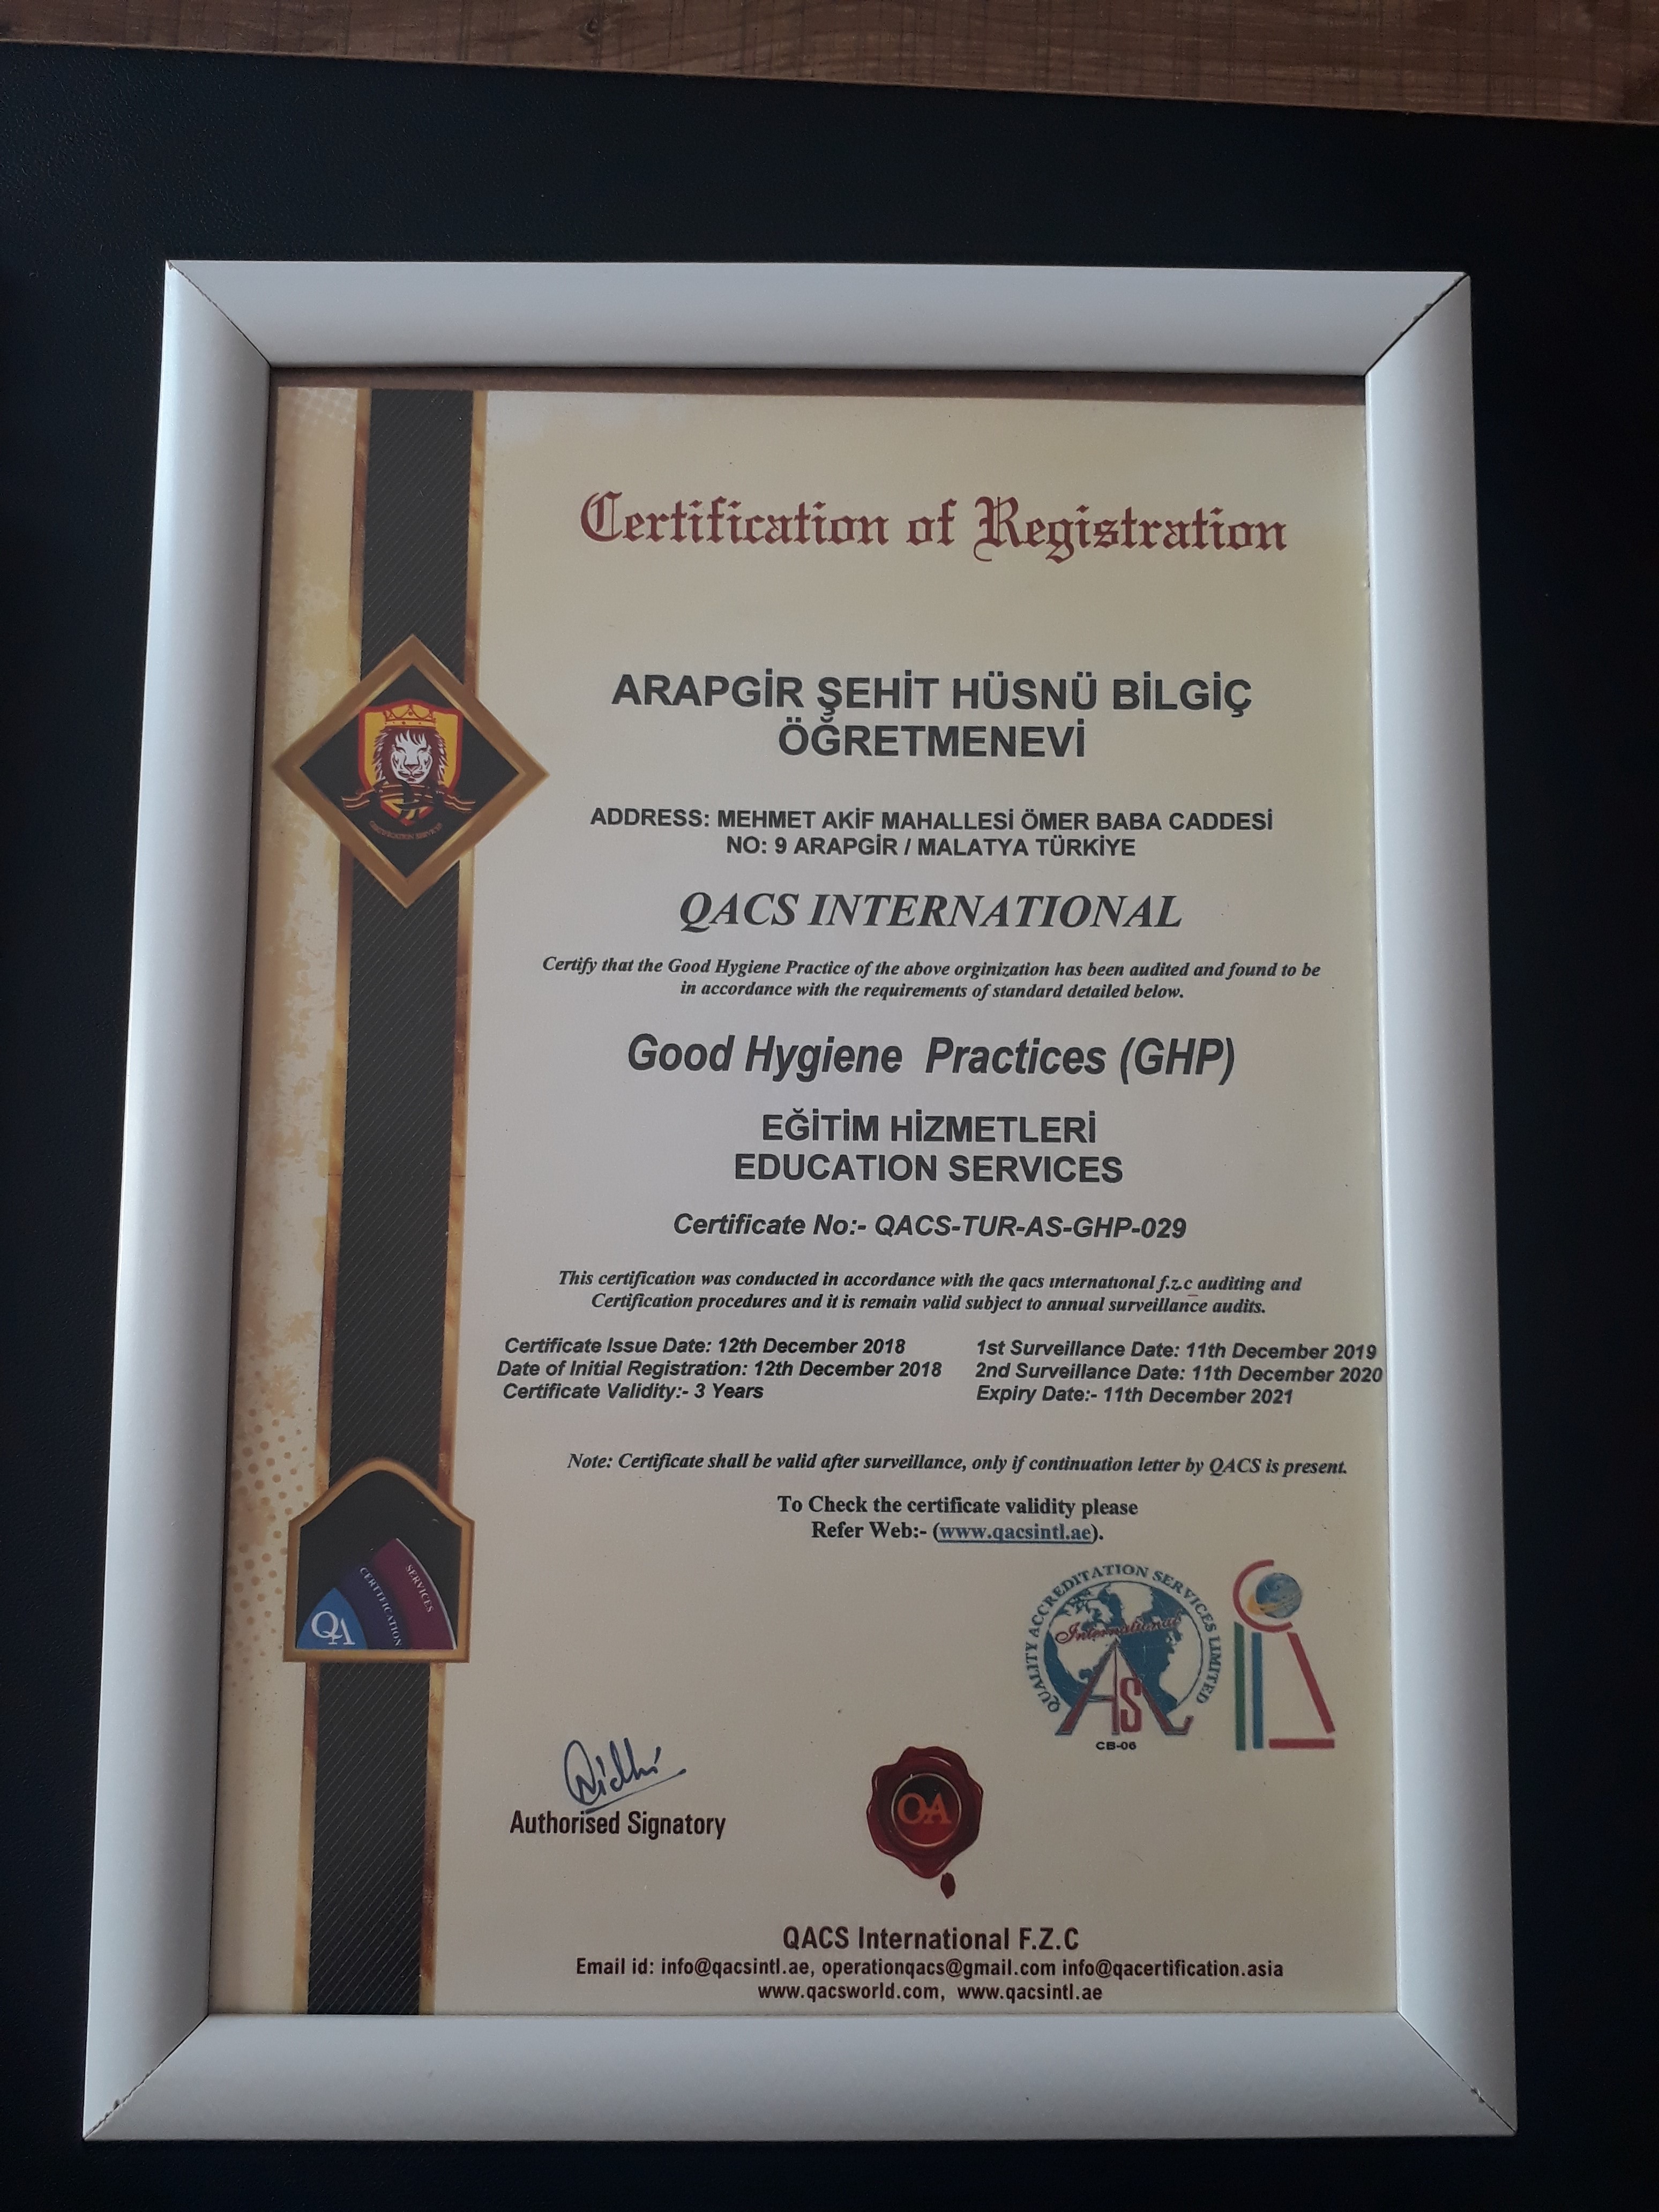 Certification of Registration
ARAPGİR ŞEHİT HÜSNÜ BİLGİÇ
ÖĞRETMENEVİ
ADDRESS: MEHMET AKİF MAHALLESİ ÖMER BABA CADDESİ
NO: 9 ARAPGİR / MALATYA TÜRKİYE
QACS INTERNATIONAL
Certify that the Good Hygiene Practice of the above orginization has been audited and found to be
in accordance with the requirements of standard detailed below.
Good Hygiene Practices (GHP)
EĞİTİM HİZMETLERİ
EDUCATION SERVICES
Certificate No:- QACS-TUR-AS-GHP-029
This certification was conducted in accordance with the qacs ınternatıonal f.z.c auditing and
Certification procedures and it is remain valid subject to annual surveillance audits.
Certificate Issue Date: 12th December 2018
Date of Initial Registration: 12th December 2018
Certificate Validity:- 3 Years
1st Surveillance Date: 11th December 2019
2nd Surveillance Date: 11th December 2020
Expiry Date:- 11th December 2021
Note: Certificate shall be valid after surveillance, only if continuation letter by QACS is present.
To Check the certificate validity please
Refer Web:- (www.qacsintl.ae).
QA
CERTIFICATION
SERVICES
QUALITY ACCREDITATION SERVICES LIMITED
International
ASL
CB-06
Authorised Signatory
QA
QACS International F.Z.C
Email id: info@qacsintl.ae, operationqacs@gmail.com info@qacertification.asia
www.qacsworld.com, www.qacsintl.ae